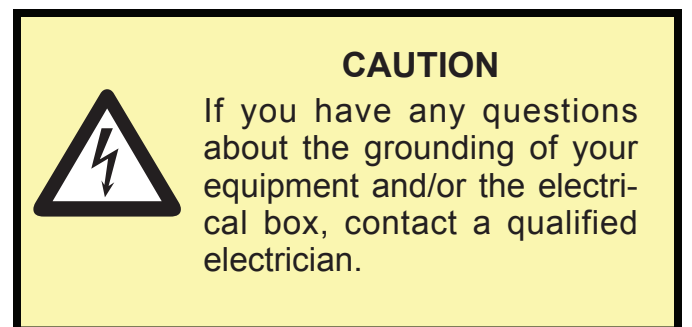 CAUTION
If you have any questions
about the grounding of your
equipment and/or the electri-
cal box, contact a qualified
electrician.